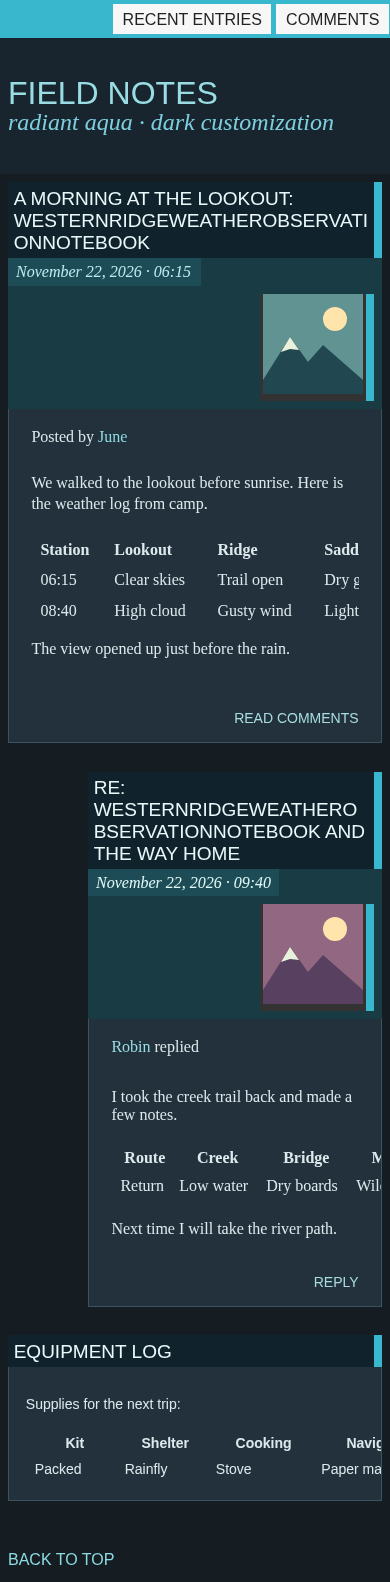 RECENT ENTRIES COMMENTS
FIELD NOTES
radiant aqua · dark customization
A MORNING AT THE LOOKOUT:
WESTERNRIDGEWEATHEROBSERVATI
ONNOTEBOOK
November 22, 2026 · 06:15
Posted by June
We walked to the lookout before sunrise. Here is
the weather log from camp.
Station Lookout Ridge Sadd
06:15 Clear skies Trail open Dry g
08:40 High cloud Gusty wind Light
The view opened up just before the rain.
READ COMMENTS
RE:
WESTERNRIDGEWEATHERO
BSERVATIONNOTEBOOK AND
THE WAY HOME
November 22, 2026 · 09:40
Robin replied
I took the creek trail back and made a
few notes.
Route Creek Bridge M
Return Low water Dry boards Wild
Next time I will take the river path.
REPLY
EQUIPMENT LOG
Supplies for the next trip:
Kit Shelter Cooking Navig
Packed Rainfly Stove Paper ma
BACK TO TOP